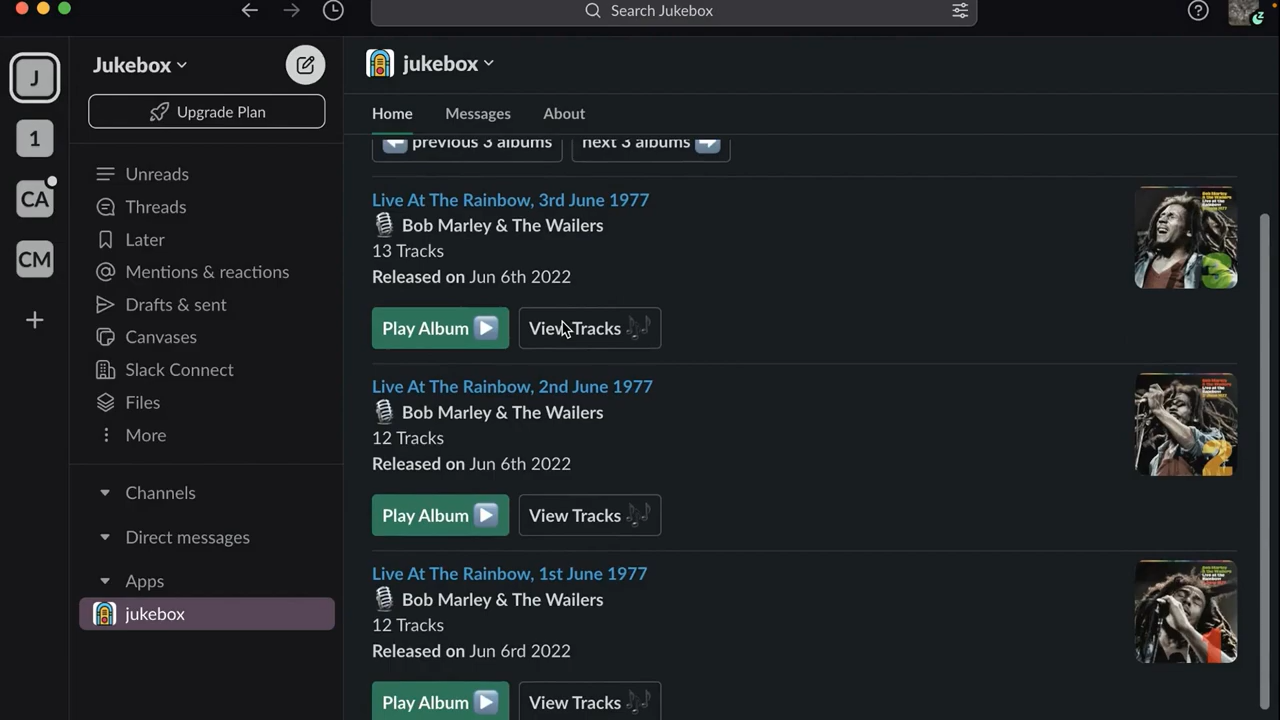 Search Jukebox
J
1
CA
CM
Jukebox
Upgrade Plan
Unreads
Threads
Later
Mentions & reactions
Drafts & sent
Canvases
Slack Connect
Files
More
Channels
Direct messages
Apps
jukebox
jukebox
Home Messages About
previous 3 albums next 3 albums
Live At The Rainbow, 3rd June 1977
Bob Marley & The Wailers
13 Tracks
Released on Jun 6th 2022
Play Album View Tracks
3
Live At The Rainbow, 2nd June 1977
Bob Marley & The Wailers
12 Tracks
Released on Jun 6th 2022
Play Album View Tracks
2
Live At The Rainbow, 1st June 1977
Bob Marley & The Wailers
12 Tracks
Released on Jun 6rd 2022
Play Album View Tracks
1